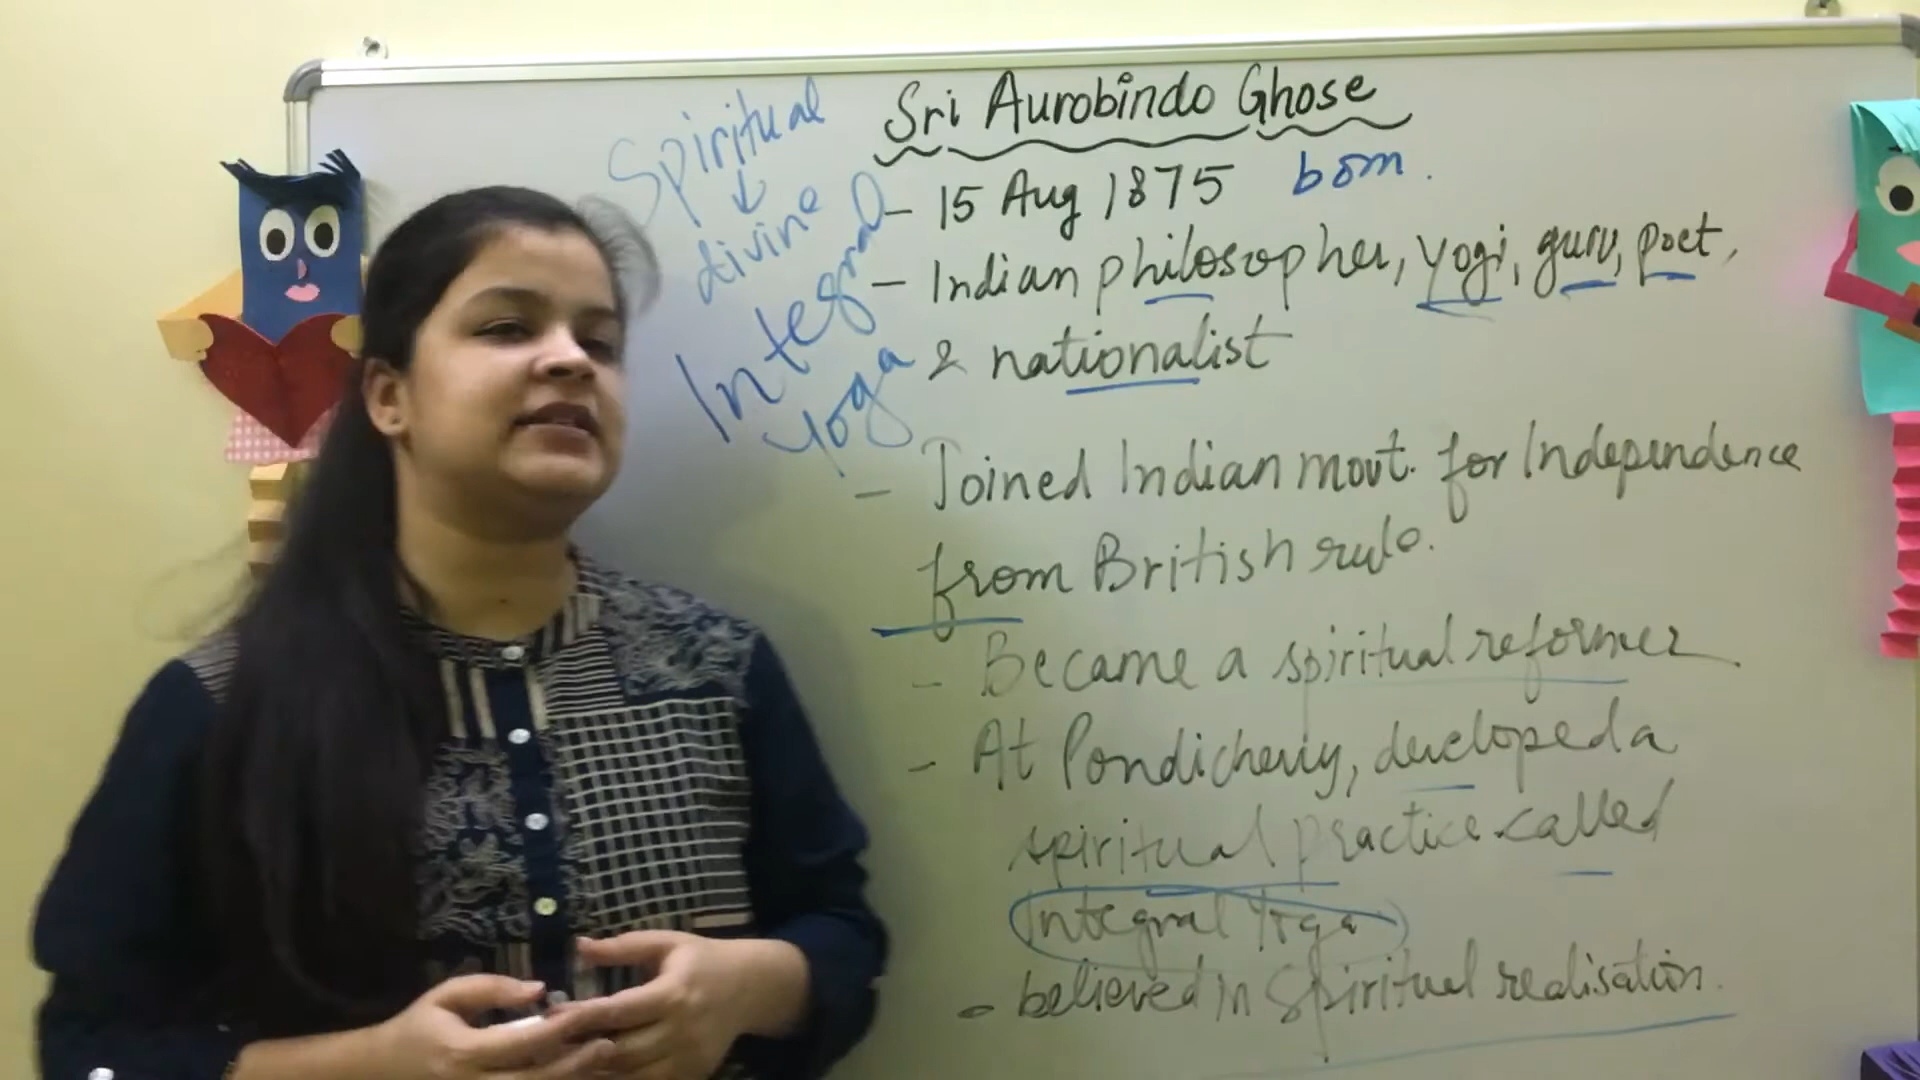 Sri Aurobindo Ghose
- 15 Aug 1875 born.
- Indian philosopher, yogi, guru, poet,
& nationalist
- Joined Indian movt. for Independence
from British rule.
- Became a spiritual reformer.
- At Pondicherry, developed a
spiritual practice called
Integral Yoga
- believed in Spiritual realisation.
Spiritual
↓
divine
Integral
Yoga